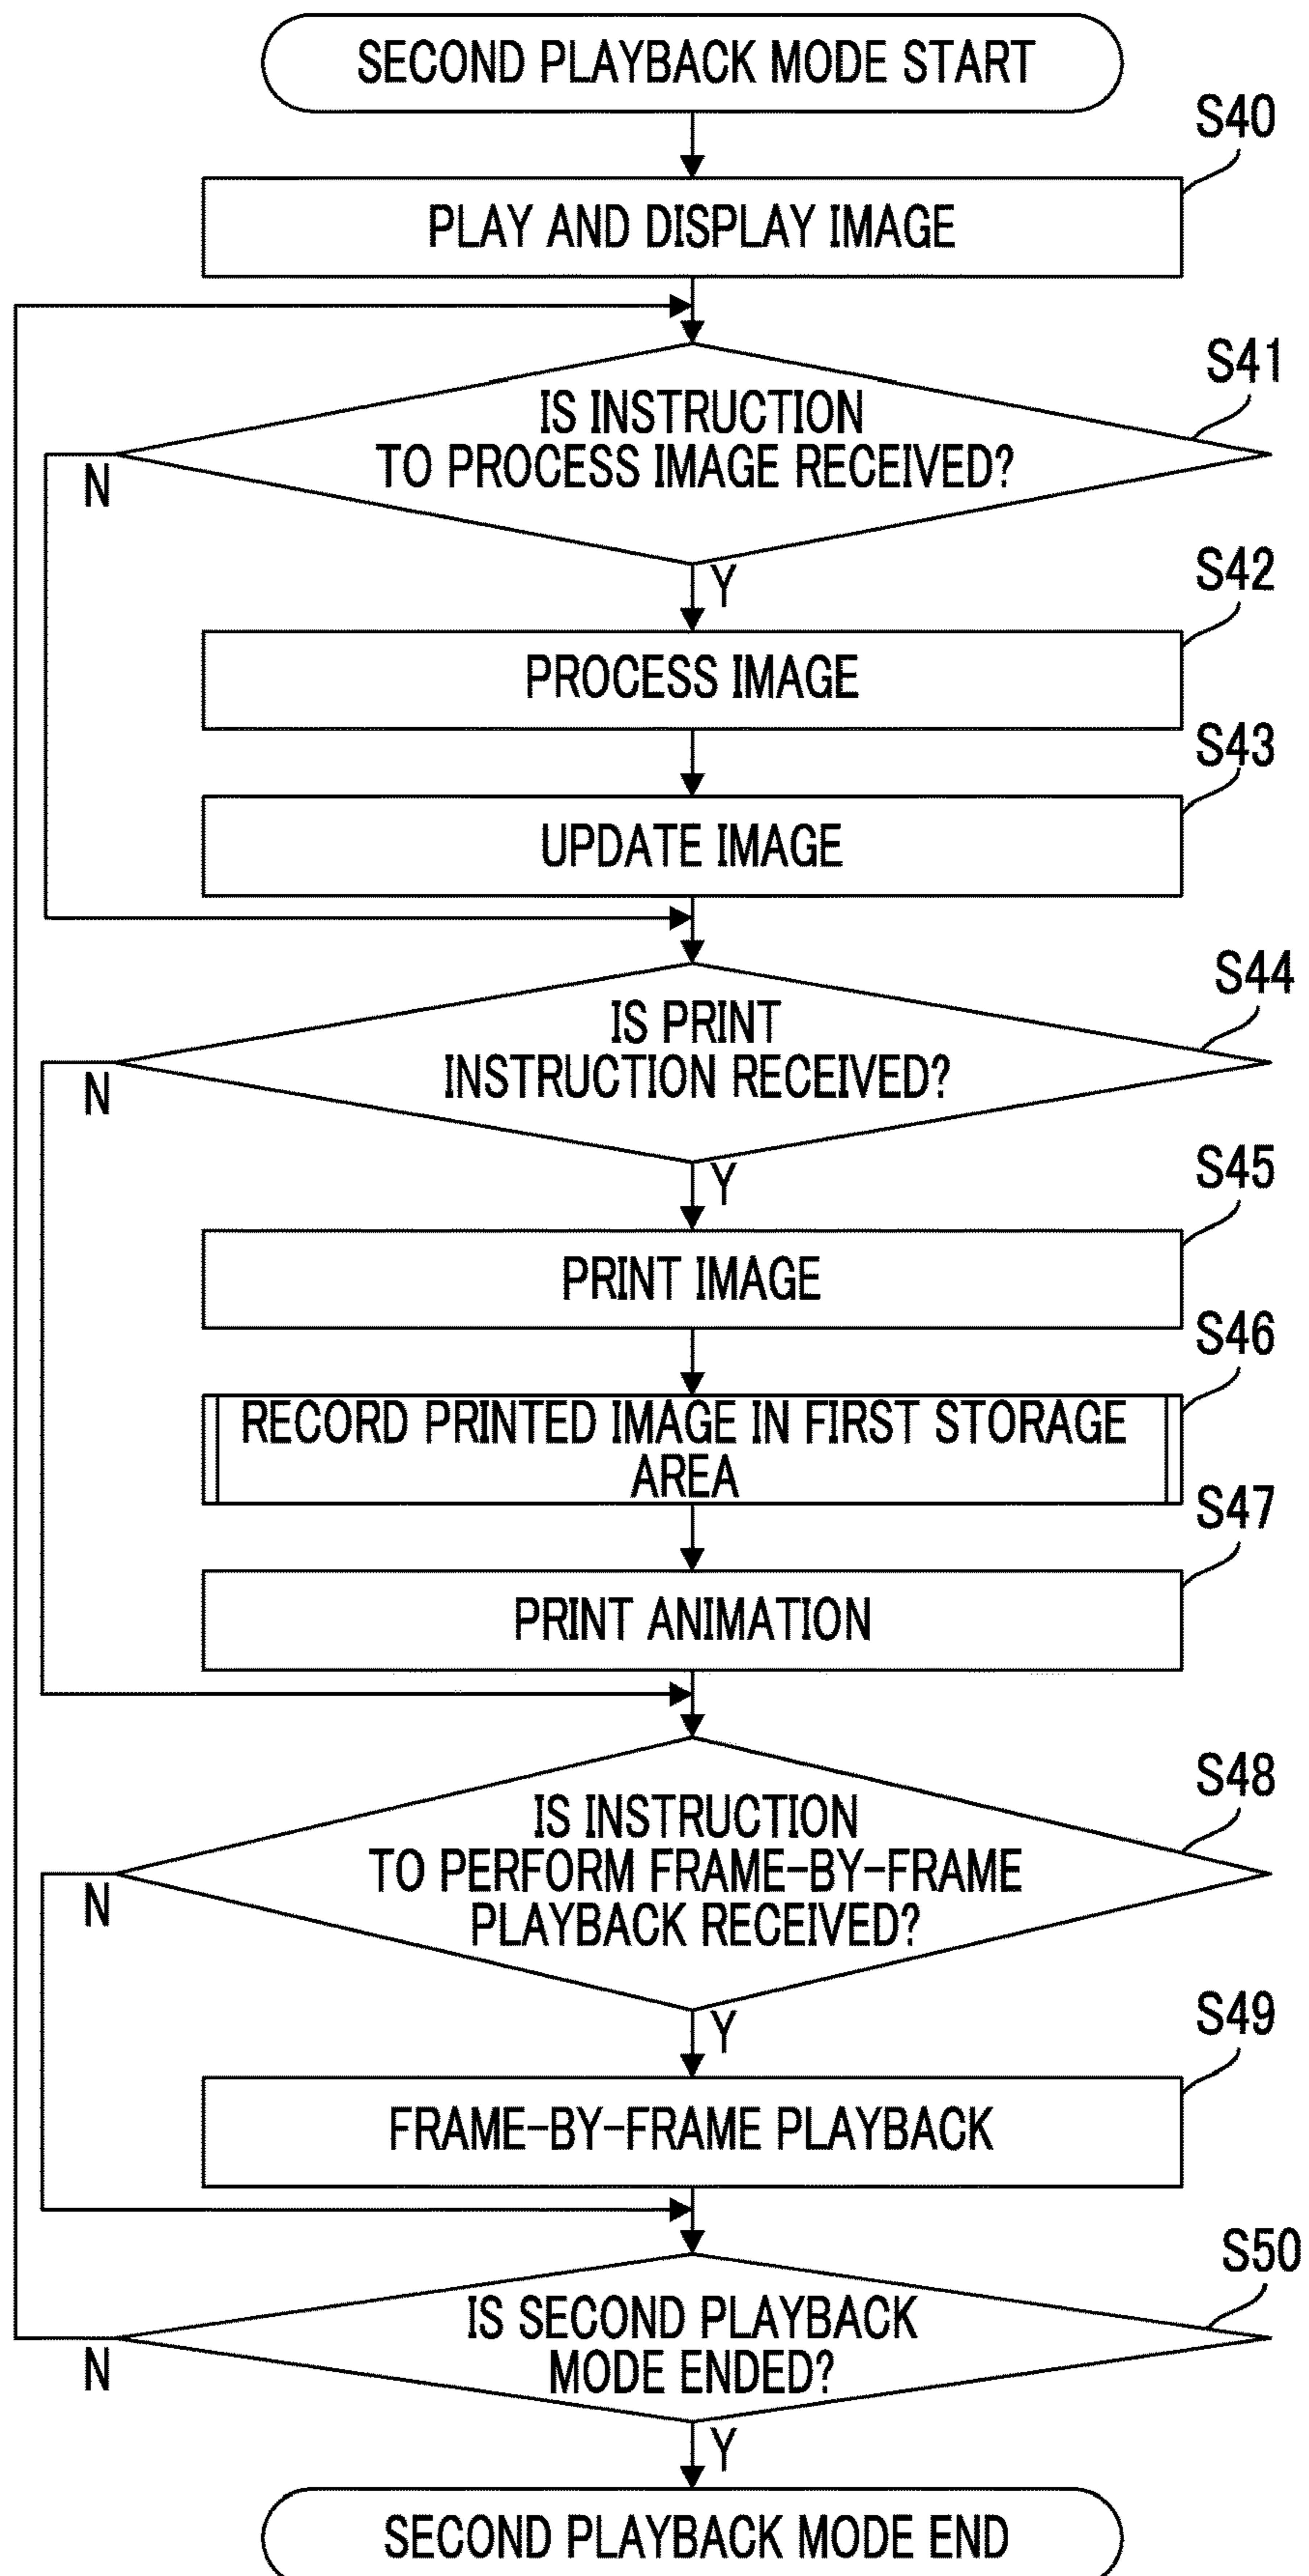 SECOND PLAYBACK MODE START
S40
PLAY AND DISPLAY IMAGE
S41
IS INSTRUCTION
TO PROCESS IMAGE RECEIVED?
N
Y
S42
PROCESS IMAGE
S43
UPDATE IMAGE
S44
IS PRINT
INSTRUCTION RECEIVED?
N
Y
S45
PRINT IMAGE
S46
RECORD PRINTED IMAGE IN FIRST STORAGE
AREA
S47
PRINT ANIMATION
S48
IS INSTRUCTION
TO PERFORM FRAME-BY-FRAME
PLAYBACK RECEIVED?
N
Y
S49
FRAME-BY-FRAME PLAYBACK
S50
IS SECOND PLAYBACK
MODE ENDED?
N
Y
SECOND PLAYBACK MODE END